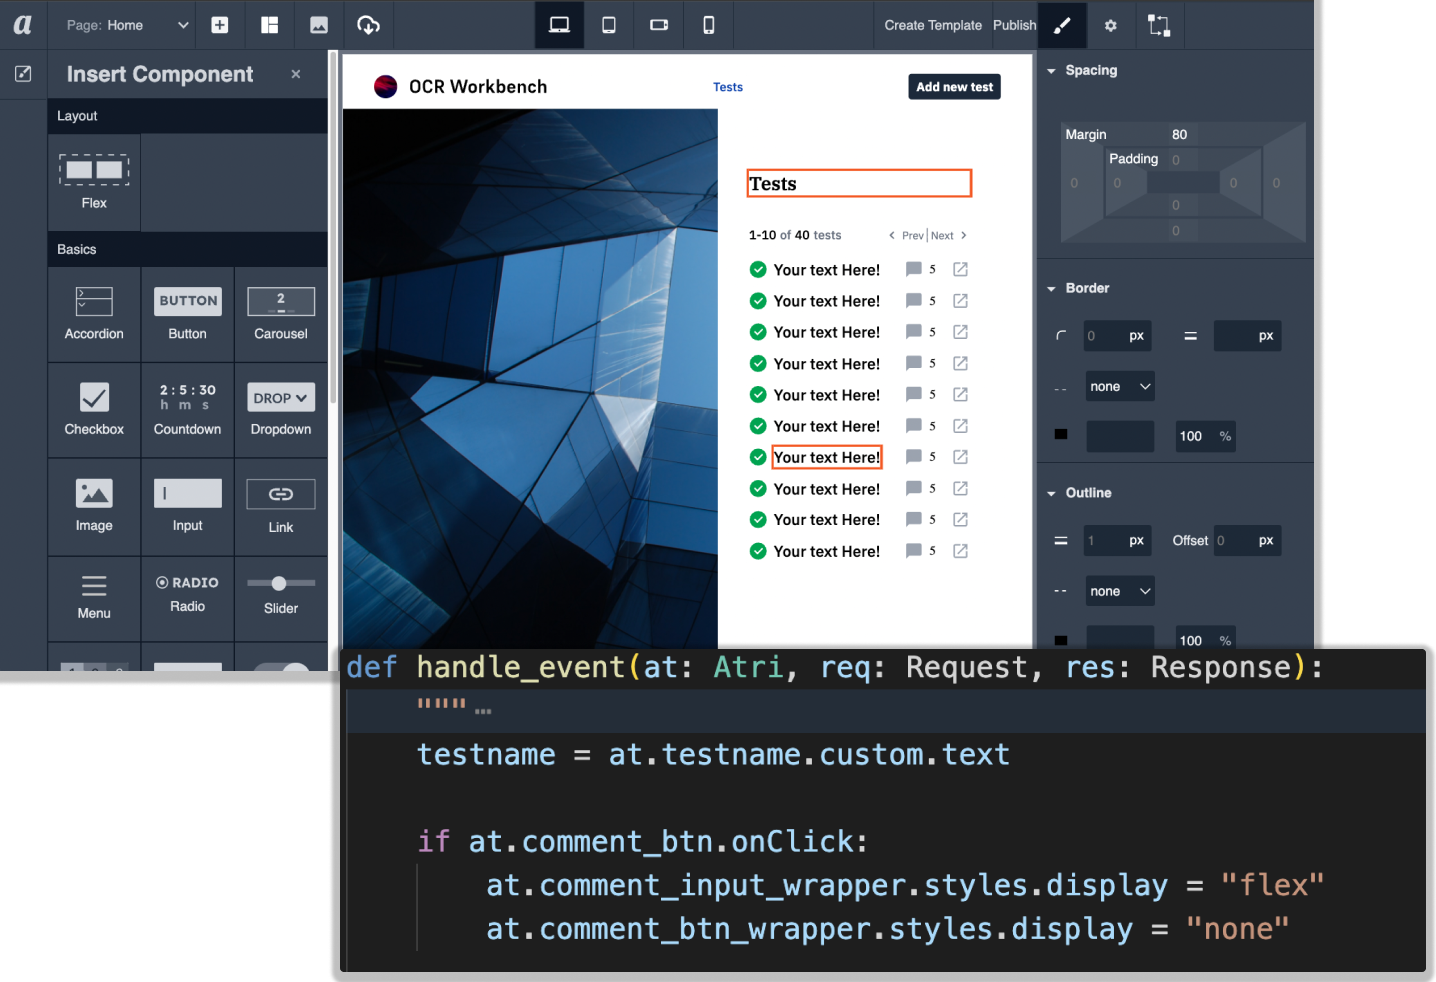 a Page: Home Create Template Publish
Insert Component ×
Layout
Flex
Basics
Accordion
BUTTON
Button
2
Carousel
Checkbox
2 : 5 : 30
h m s
Countdown
DROP
Dropdown
Image
Input
Link
Menu
RADIO
Radio
Slider
OCR Workbench Tests Add new test
Tests
1-10 of 40 tests < Prev | Next >
Your text Here! 5
Your text Here! 5
Your text Here! 5
Your text Here! 5
Your text Here! 5
Your text Here! 5
Your text Here! 5
Your text Here! 5
Your text Here! 5
Your text Here! 5
Spacing
Margin 80
Padding 0
0 0 0 0
0
0
Border
0 px px
none
100 %
Outline
1 px Offset 0 px
none
100 %
def handle_event(at: Atri, req: Request, res: Response):
""" …
testname = at.testname.custom.text
if at.comment_btn.onClick:
at.comment_input_wrapper.styles.display = "flex"
at.comment_btn_wrapper.styles.display = "none"